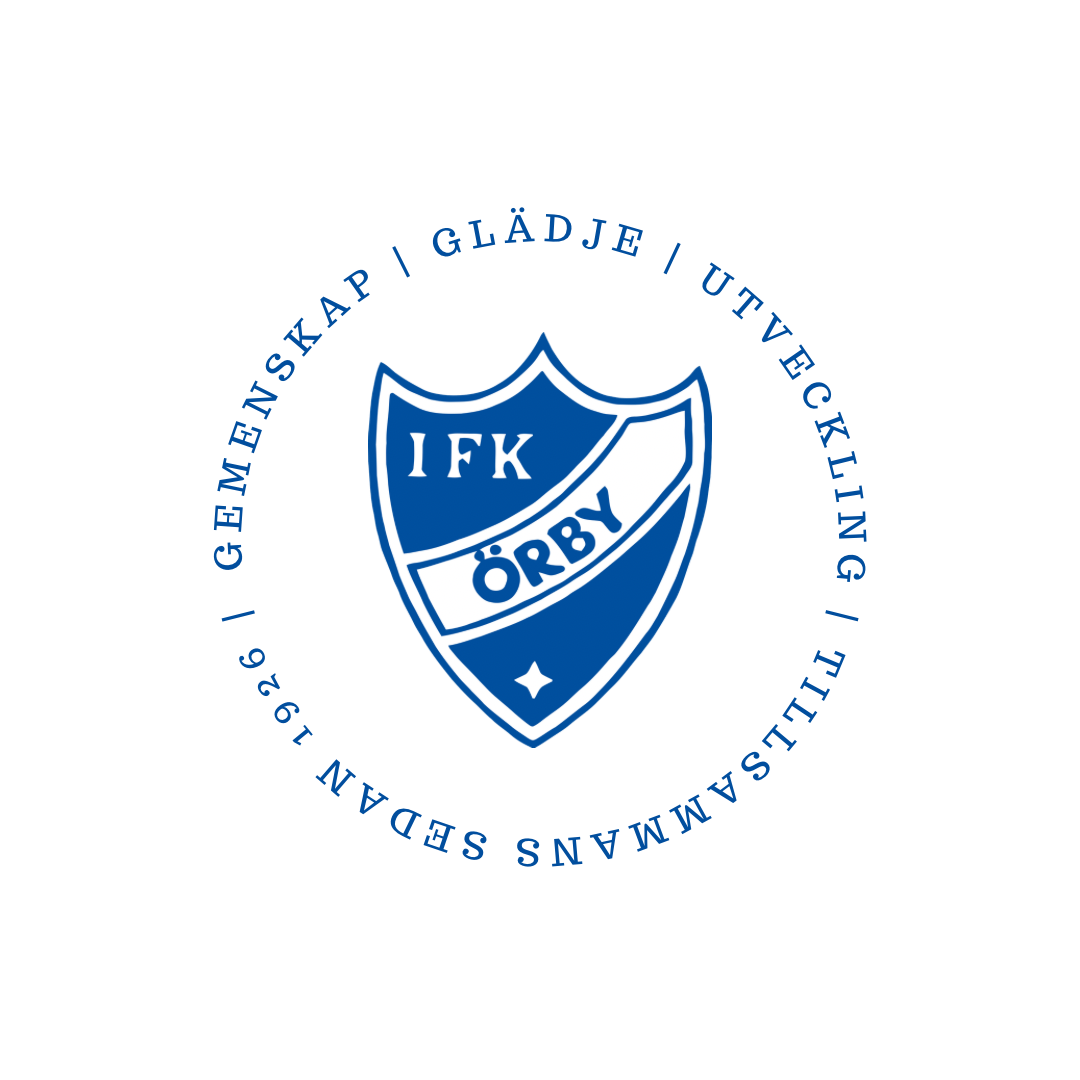 GEMENSKAP | GLÄDJE | UTVECKLING | TILLSAMMANS SEDAN 1926 |
IFK
ÖRBY